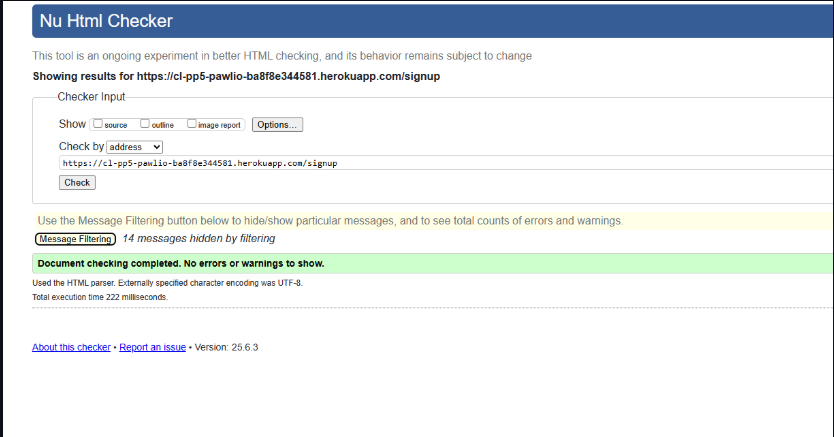 Nu Html Checker
This tool is an ongoing experiment in better HTML checking, and its behavior remains subject to change
Showing results for https://cl-pp5-pawlio-ba8f8e344581.herokuapp.com/signup
Checker Input
Show source outline image report Options...
Check by address
https://cl-pp5-pawlio-ba8f8e344581.herokuapp.com/signup
Check
Use the Message Filtering button below to hide/show particular messages, and to see total counts of errors and warnings.
Message Filtering 14 messages hidden by filtering
Document checking completed. No errors or warnings to show.
Used the HTML parser. Externally specified character encoding was UTF-8.
Total execution time 222 milliseconds.
About this checker • Report an issue • Version: 25.6.3